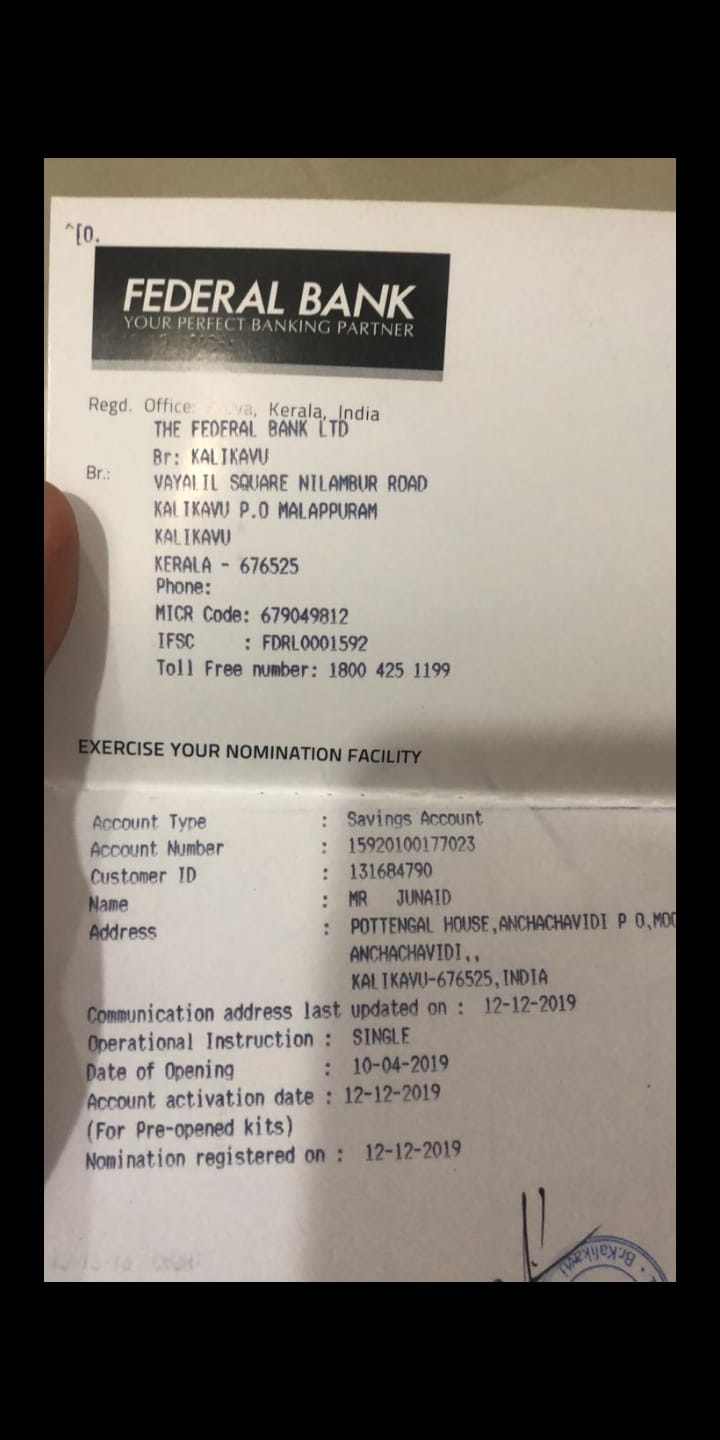 ^[0.
FEDERAL BANK
YOUR PERFECT BANKING PARTNER
Regd. Office: Kerala, India
THE FEDERAL BANK LTD
Br: KALIKAVU
Br.: VAYALIL SQUARE NILAMBUR ROAD
KALIKAVU P.O MALAPPURAM
KALIKAVU
KERALA - 676525
Phone:
MICR Code: 679049812
IFSC : FDRL0001592
Toll Free number: 1800 425 1199
EXERCISE YOUR NOMINATION FACILITY
Account Type : Savings Account
Account Number : 15920100177023
Customer ID : 131684790
Name : MR JUNAID
Address : POTTENGAL HOUSE,ANCHACHAVIDI P O,
ANCHACHAVIDI,,
KALIKAVU-676525,INDIA
Communication address last updated on : 12-12-2019
Operational Instruction : SINGLE
Date of Opening : 10-04-2019
Account activation date : 12-12-2019
(For Pre-opened kits)
Nomination registered on : 12-12-2019
Br.Kalikavu